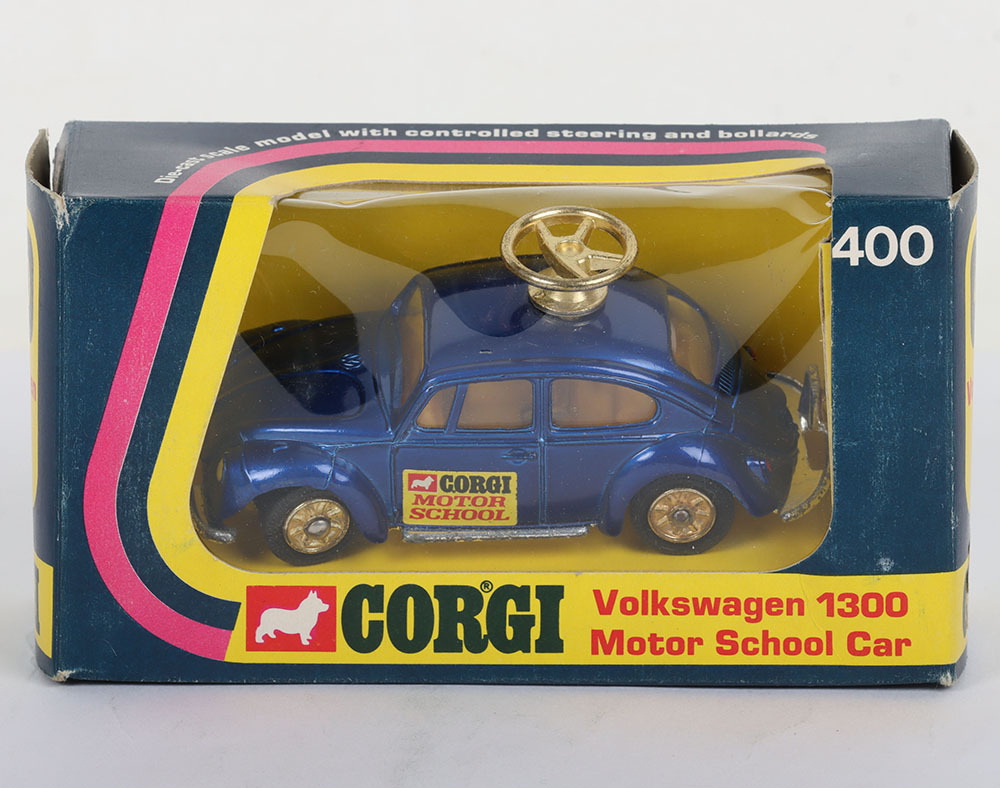 Die-cast scale model with controlled steering and bollards
400
CORGI
MOTOR
SCHOOL
CORGI®
Volkswagen 1300
Motor School Car